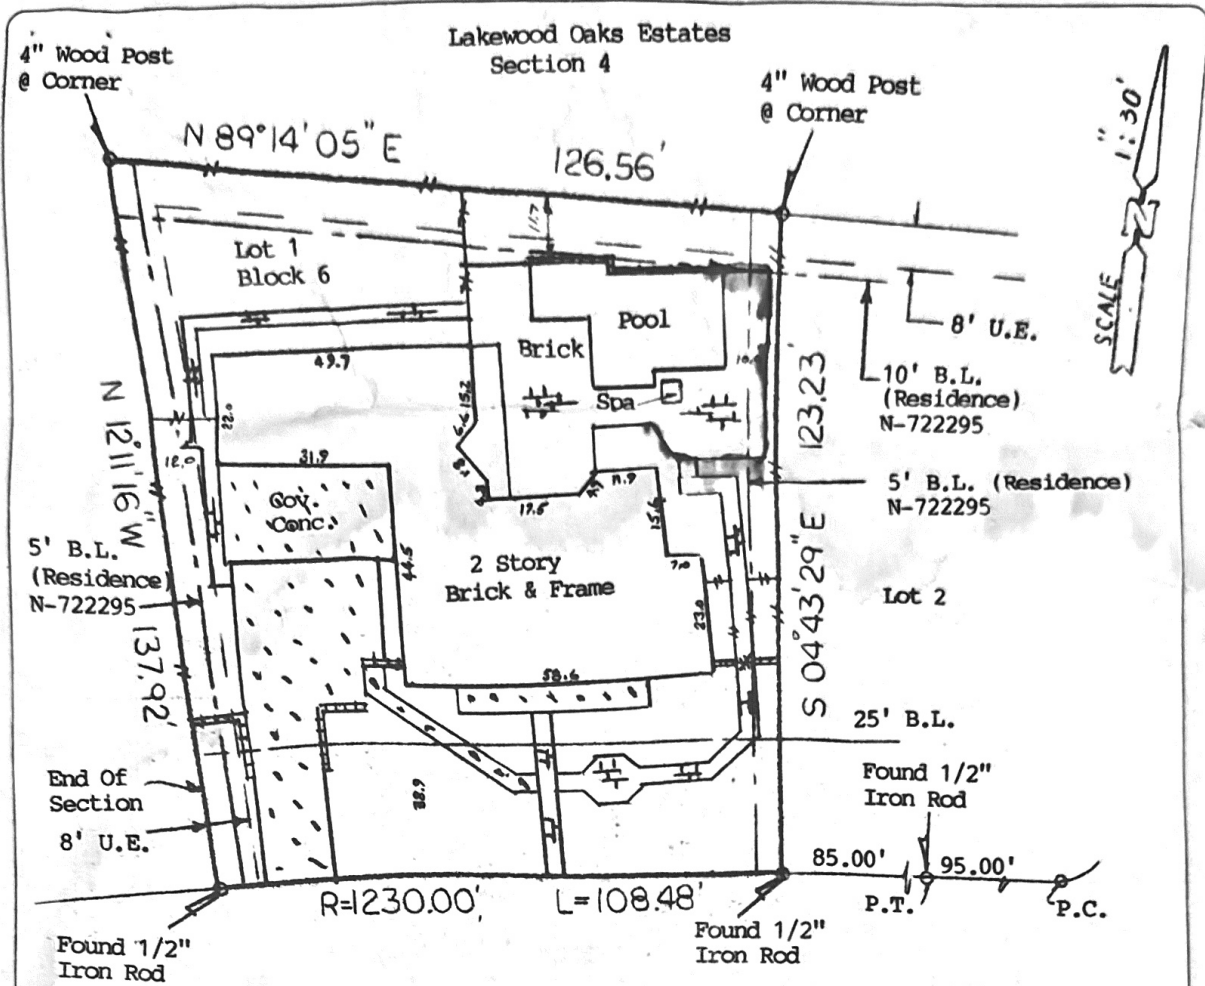 Lakewood Oaks Estates
Section 4
4" Wood Post
@ Corner
4" Wood Post
@ Corner
N 89°14'05" E
126.56'
1": 30'
SCALE
N
11.7
Lot 1
Block 6
Pool
Brick
Spa
10.0
8' U.E.
10' B.L.
(Residence)
N-722295
49.7
15.2
22.0
12.0
31.9
Cov.
Conc.
17.5
15.6
5' B.L. (Residence)
N-722295
N 12°11'16" W
137.92'
123.23
S 04°43'29" E
5' B.L.
(Residence)
N-722295
44.5
2 Story
Brick & Frame
7.0
23.0
Lot 2
58.6
25' B.L.
End Of
Section
8' U.E.
Found 1/2"
Iron Rod
85.00'
95.00'
P.T.
P.C.
R=1230.00',
L=108.48'
Found 1/2"
Iron Rod
Found 1/2"
Iron Rod